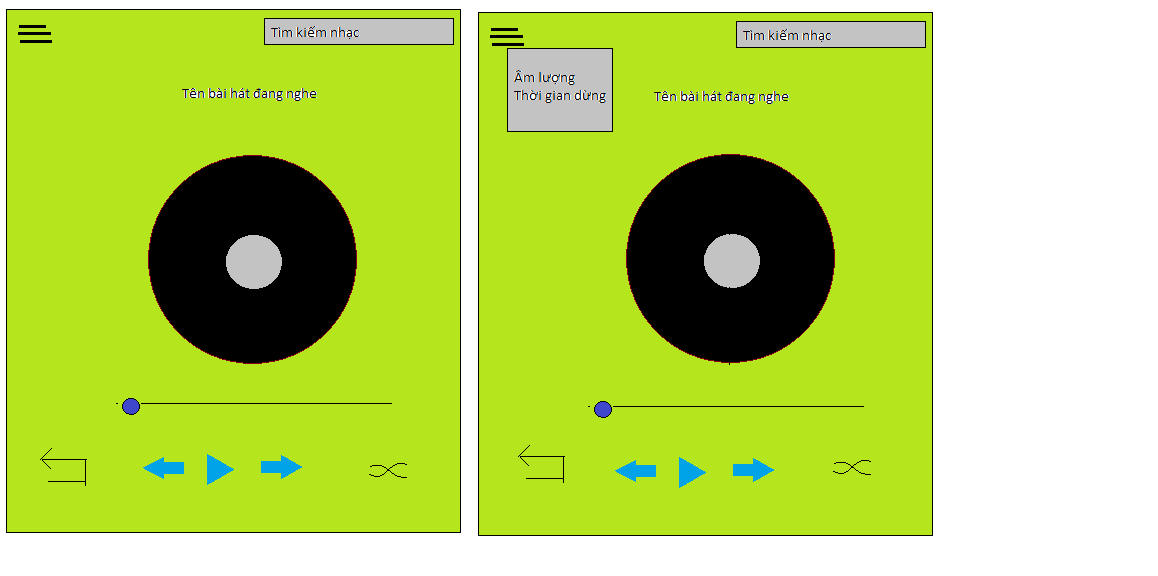 Tìm kiếm nhạc
Tên bài hát đang nghe
Tìm kiếm nhạc
Âm lượng
Thời gian dừng
Tên bài hát đang nghe